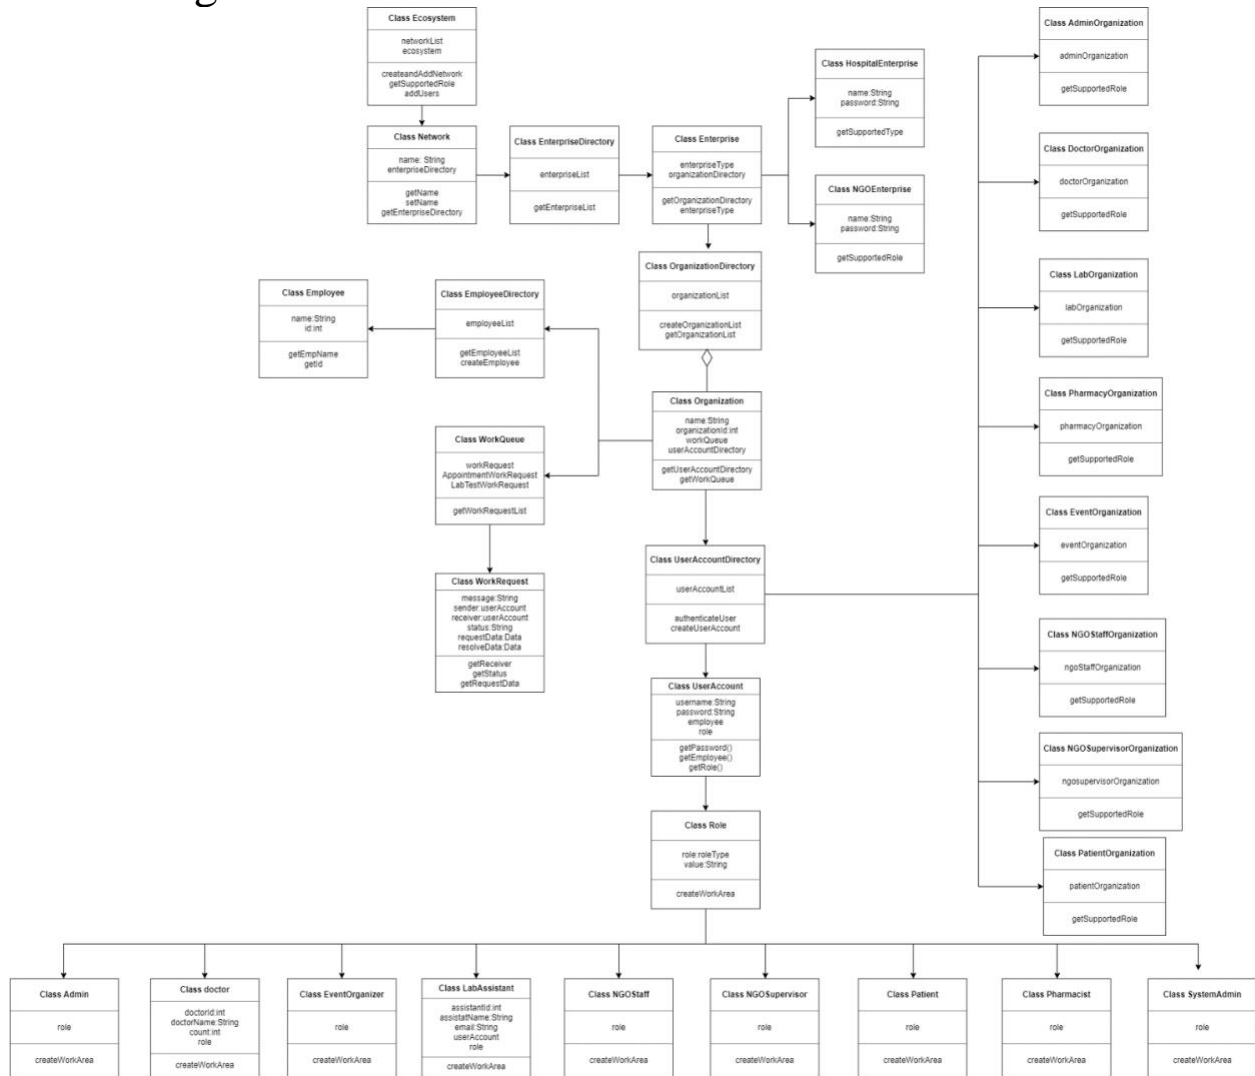 Class Ecosystem
networkList
ecosystem
createandAddNetwork
getSupportedRole
addUsers
Class Network
name: String
enterpriseDirectory
getName
setName
getEnterpriseDirectory
Class EnterpriseDirectory
enterpriseList
getEnterpriseList
Class Enterprise
enterpriseType
organizationDirectory
getOrganizationDirectory
enterpriseType
Class HospitalEnterprise
name:String
password:String
getSupportedType
Class NGOEnterprise
name:String
password:String
getSupportedRole
Class OrganizationDirectory
organizationList
createOrganizationList
getOrganizationList
Class Employee
name:String
id:int
getEmpName
getId
Class EmployeeDirectory
employeeList
getEmployeeList
createEmployee
Class Organization
name:String
organizationId:int
workQueue
userAccountDirectory
getUserAccountDirectory
getWorkQueue
Class WorkQueue
workRequest
AppointmentWorkRequest
LabTestWorkRequest
getWorkRequestList
Class WorkRequest
message:String
sender:userAccount
receiver:userAccount
status:String
requestData:Data
resolveData:Data
getReceiver
getStatus
getRequestData
Class UserAccountDirectory
userAccountList
authenticateUser
createUserAccount
Class UserAccount
username:String
password:String
employee
role
getPassword()
getEmployee()
getRole()
Class Role
role:roleType
value:String
createWorkArea
Class AdminOrganization
adminOrganization
getSupportedRole
Class DoctorOrganization
doctorOrganization
getSupportedRole
Class LabOrganization
labOrganization
getSupportedRole
Class PharmacyOrganization
pharmacyOrganization
getSupportedRole
Class EventOrganization
eventOrganization
getSupportedRole
Class NGOStaffOrganization
ngoStaffOrganization
getSupportedRole
Class NGOSupervisorOrganization
ngosupervisorOrganization
getSupportedRole
Class PatientOrganization
patientOrganization
getSupportedRole
Class Admin
role
createWorkArea
Class doctor
doctorId:int
doctorName:String
count:int
role
createWorkArea
Class EventOrganizer
role
createWorkArea
Class LabAssistant
assistantId:int
assistatName:String
email:String
userAccount
role
createWorkArea
Class NGOStaff
role
createWorkArea
Class NGOSupervisor
role
createWorkArea
Class Patient
role
createWorkArea
Class Pharmacist
role
createWorkArea
Class SystemAdmin
role
createWorkArea